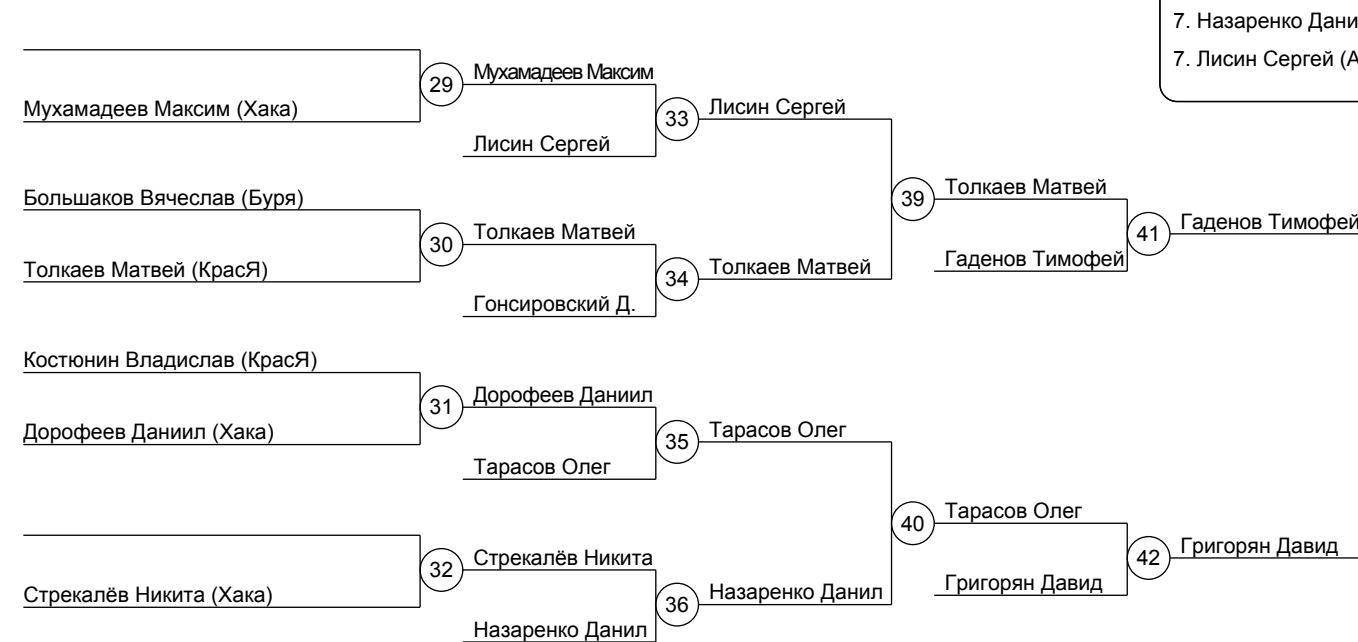 7. Назаренко Дани
7. Лисин Сергей (А
29
Мухамадеев Максим
Мухамадеев Максим (Хака)
33
Лисин Сергей
Лисин Сергей
Большаков Вячеслав (Буря)
39
Толкаев Матвей
30
Толкаев Матвей
41
Гаденов Тимофей
Гаденов Тимофей
Толкаев Матвей (КрасЯ)
34
Толкаев Матвей
Гонсировский Д.
Костюнин Владислав (КрасЯ)
31
Дорофеев Даниил
Дорофеев Даниил (Хака)
35
Тарасов Олег
Тарасов Олег
40
Тарасов Олег
32
Стрекалёв Никита
42
Григорян Давид
Григорян Давид
Стрекалёв Никита (Хака)
36
Назаренко Данил
Назаренко Данил